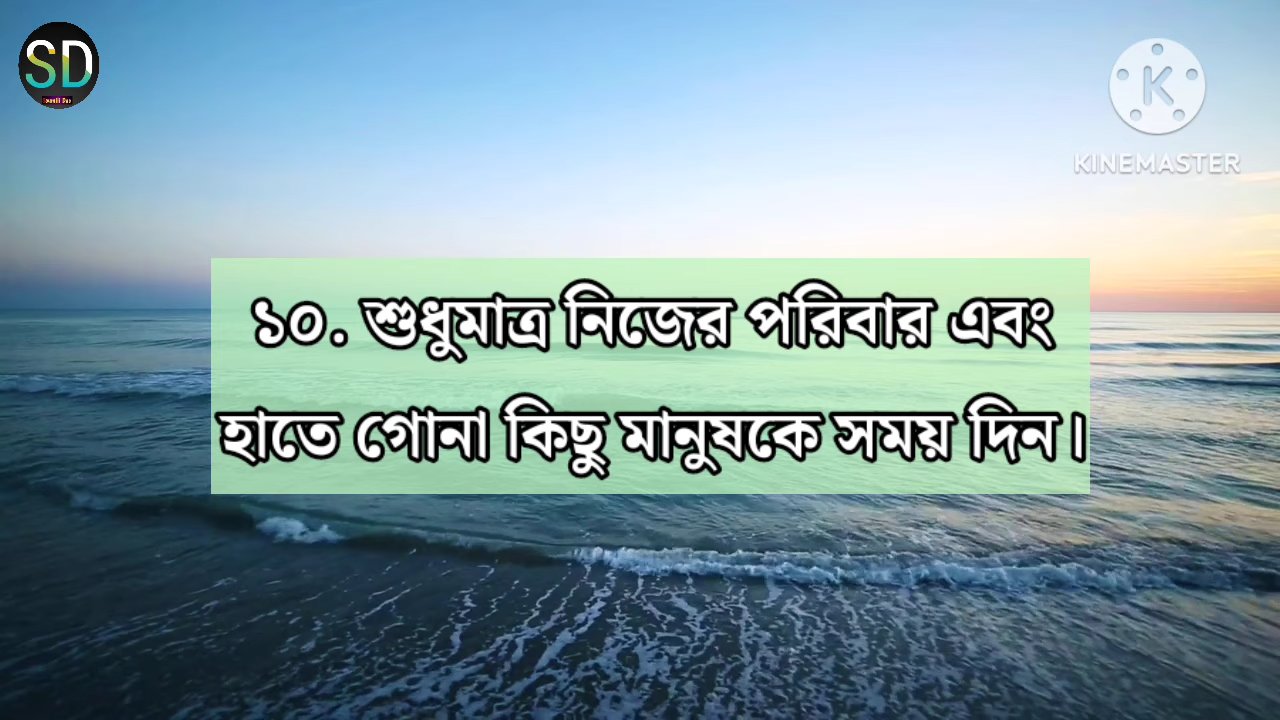 SD
KINEMASTER
১০. শুধুমাত্র নিজের পরিবার এবং
হাতে গোনা কিছু মানুষকে সময় দিন।